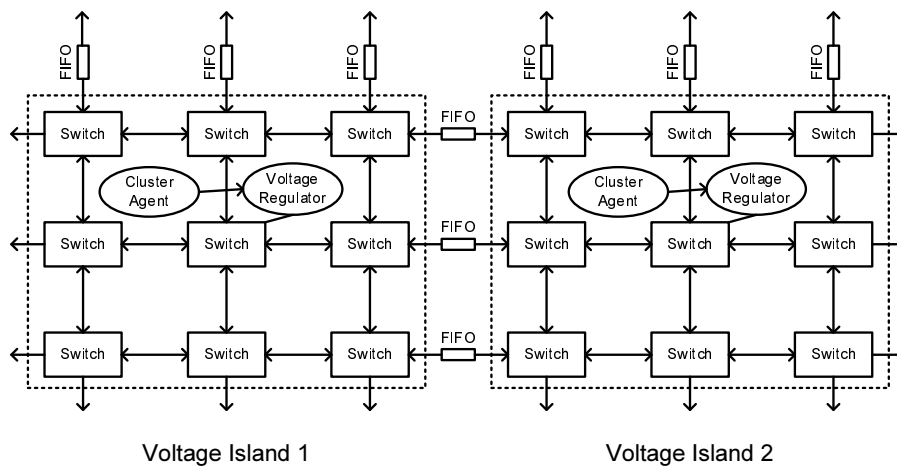 FIFO
FIFO
FIFO
FIFO
FIFO
FIFO
Switch
Switch
Switch
FIFO
Switch
Switch
Switch
Cluster
Agent
Voltage
Regulator
Cluster
Agent
Voltage
Regulator
Switch
Switch
Switch
FIFO
Switch
Switch
Switch
Switch
Switch
Switch
FIFO
Switch
Switch
Switch
Voltage Island 1
Voltage Island 2